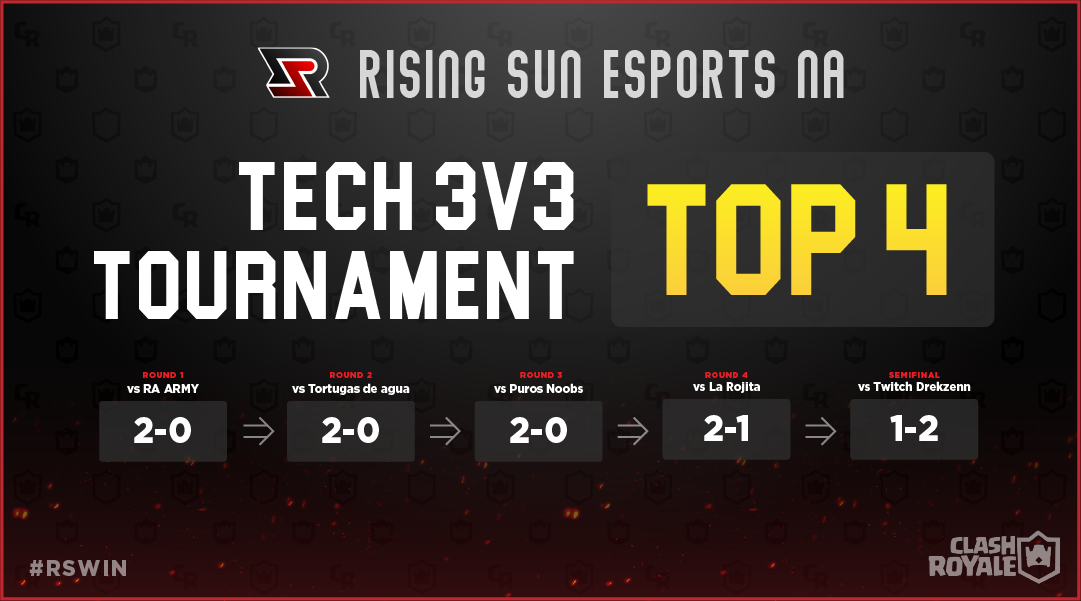 RISING SUN ESPORTS NA
TECH 3V3
TOURNAMENT
TOP 4
ROUND 1
vs RA ARMY
2-0
ROUND 2
vs Tortugas de agua
2-0
ROUND 3
vs Puros Noobs
2-0
ROUND 4
vs La Rojita
2-1
SEMIFINAL
vs Twitch Drekzenn
1-2
#RSWIN
CLASH
ROYALE